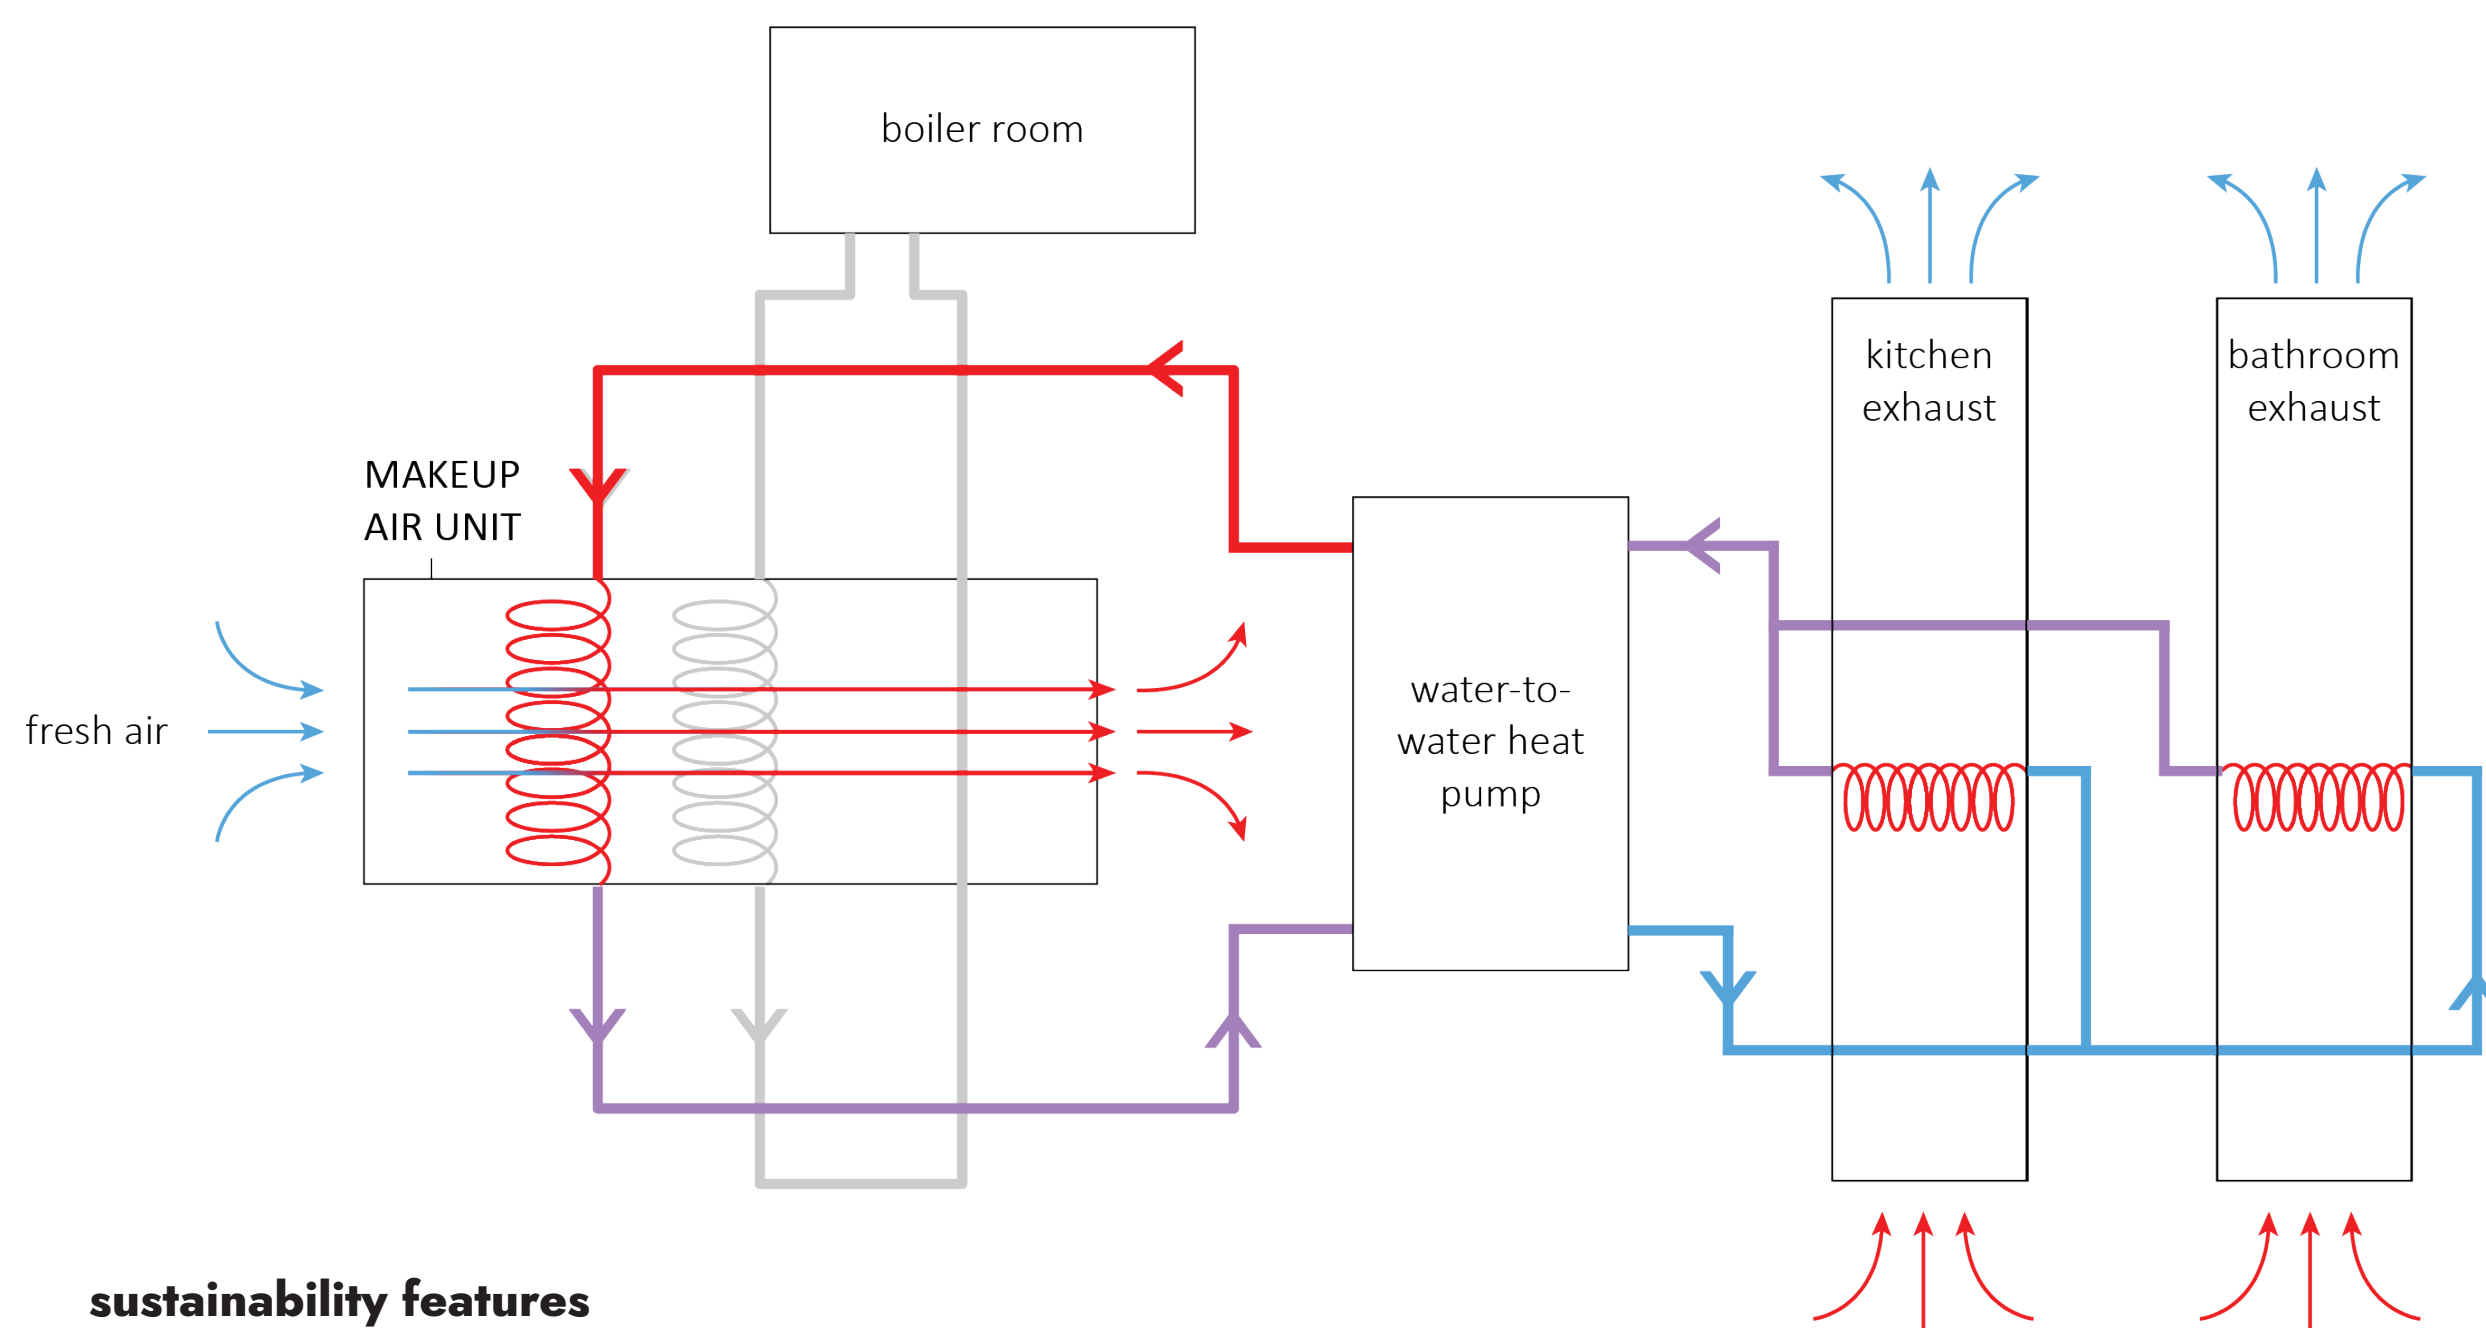 boiler room
kitchen
exhaust
bathroom
exhaust
MAKEUP
AIR UNIT
fresh air
water-to-
water heat
pump
sustainability features